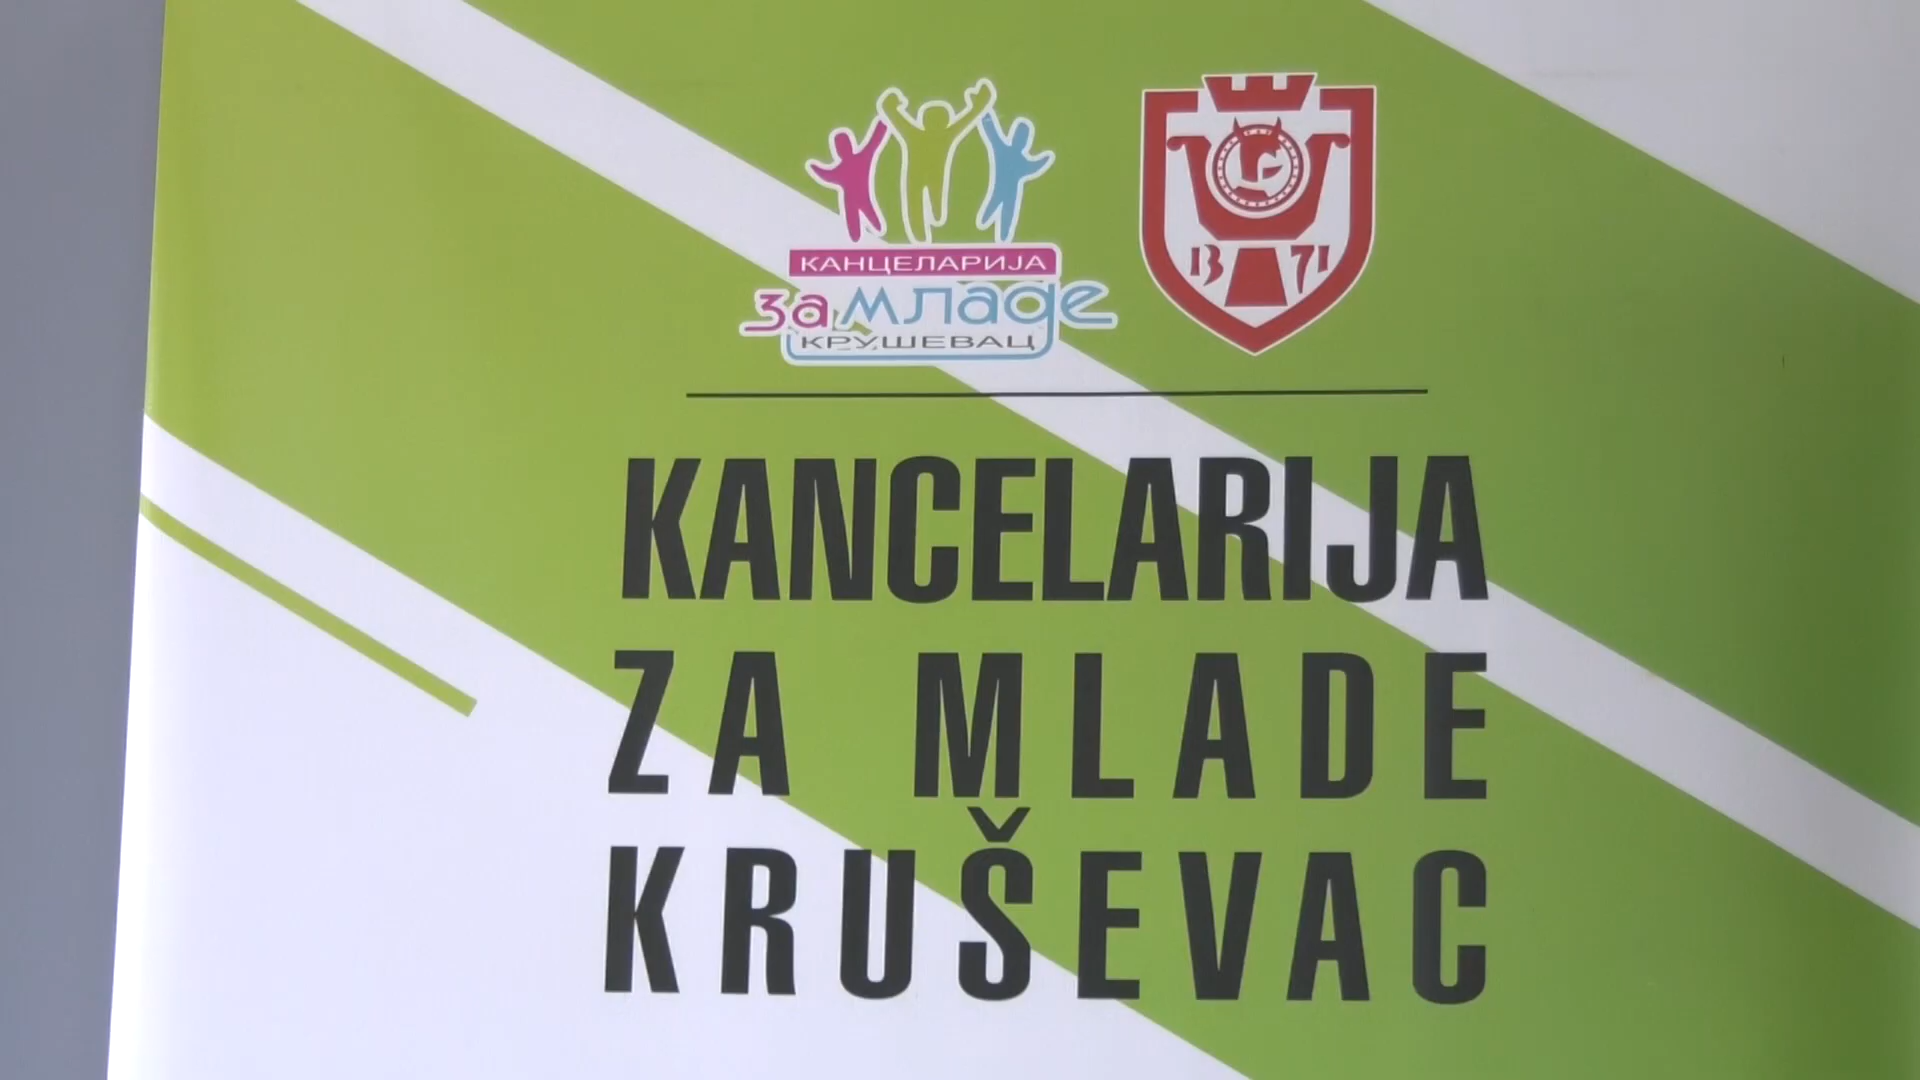 КАНЦЕЛАРИЈА
за младе
КРУШЕВАЦ
13 71
KANCELARIJA
ZA MLADE
KRUŠEVAC